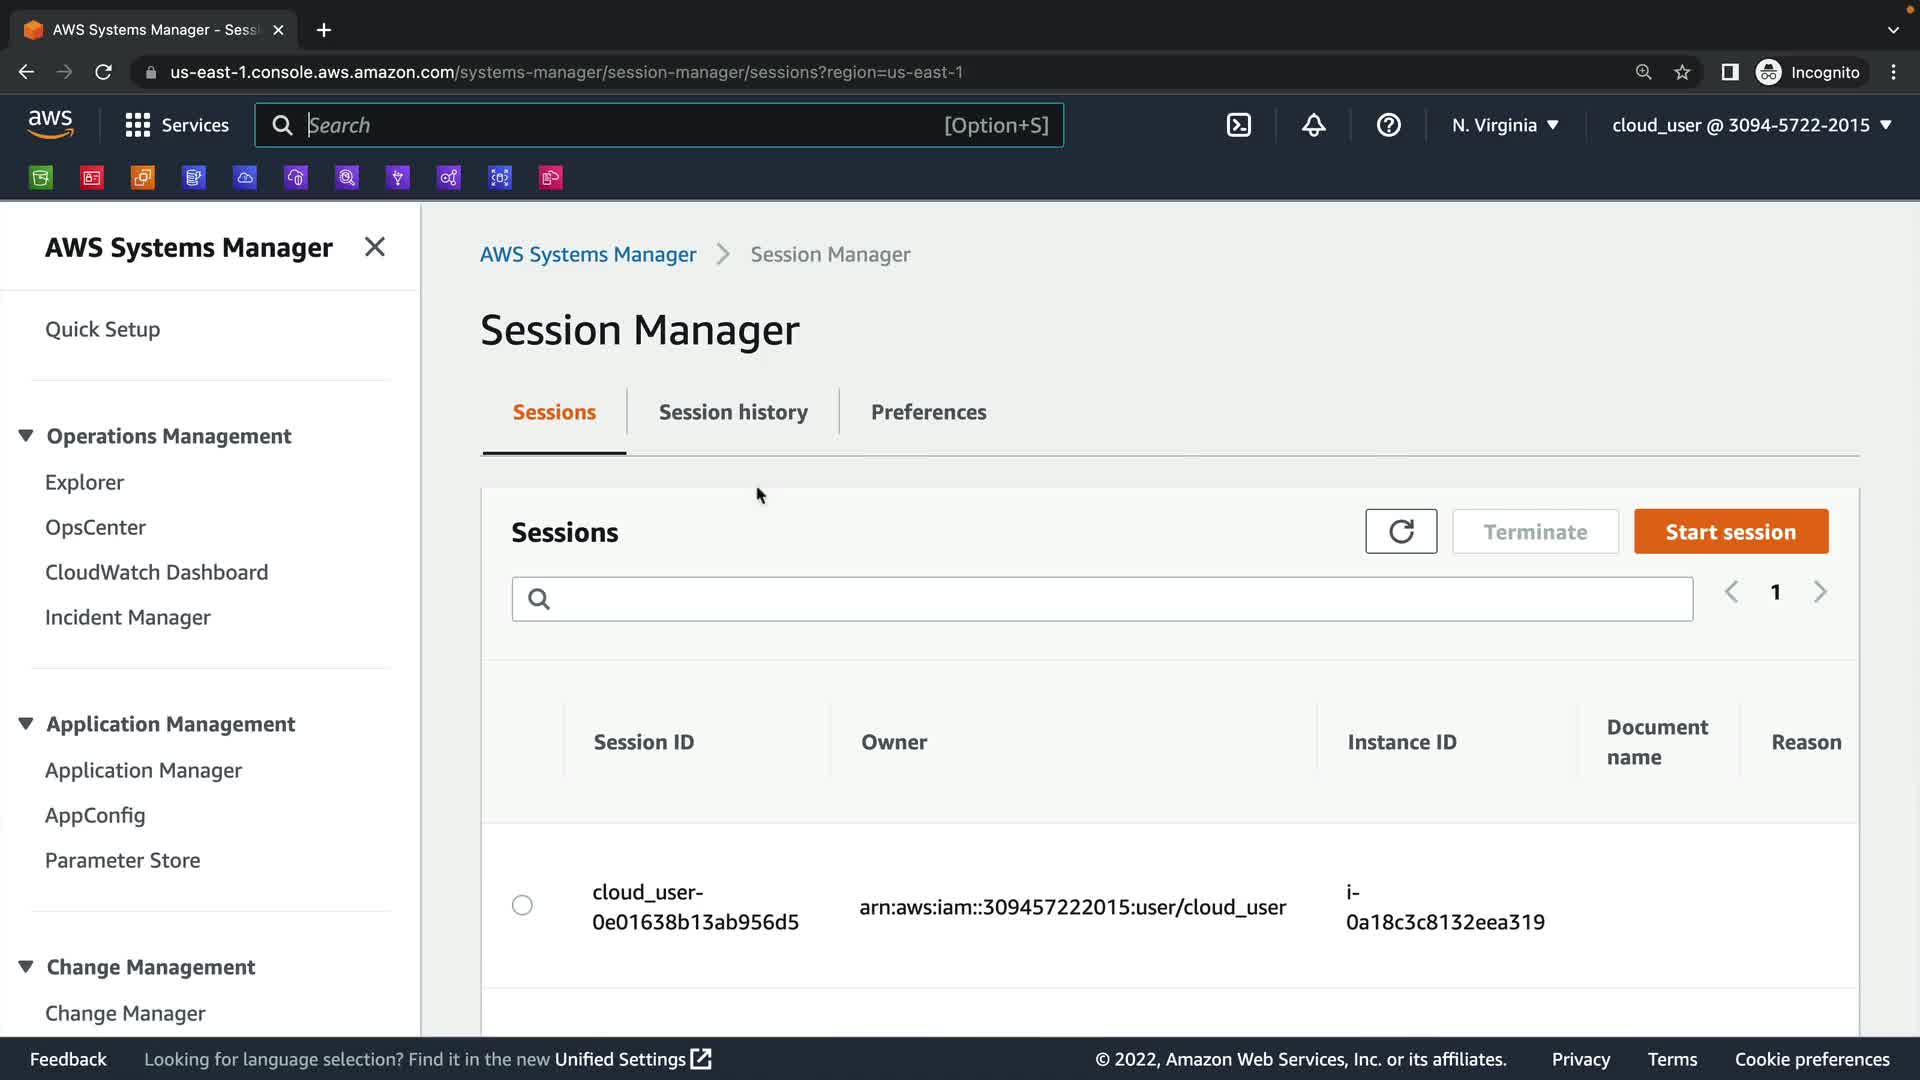 AWS Systems Manager - Sess
us-east-1.console.aws.amazon.com/systems-manager/session-manager/sessions?region=us-east-1
Incognito
aws
Services
Search
[Option+S]
N. Virginia
cloud_user @ 3094-5722-2015
AWS Systems Manager
Quick Setup
Operations Management
Explorer
OpsCenter
CloudWatch Dashboard
Incident Manager
Application Management
Application Manager
AppConfig
Parameter Store
Change Management
Change Manager
AWS Systems Manager
Session Manager
Session Manager
Sessions
Session history
Preferences
Sessions
Terminate
Start session
1
Session ID
Owner
Instance ID
Document
name
Reason
cloud_user-
0e01638b13ab956d5
arn:aws:iam::309457222015:user/cloud_user
i-
0a18c3c8132eea319
Feedback
Looking for language selection? Find it in the new Unified Settings
© 2022, Amazon Web Services, Inc. or its affiliates.
Privacy
Terms
Cookie preferences